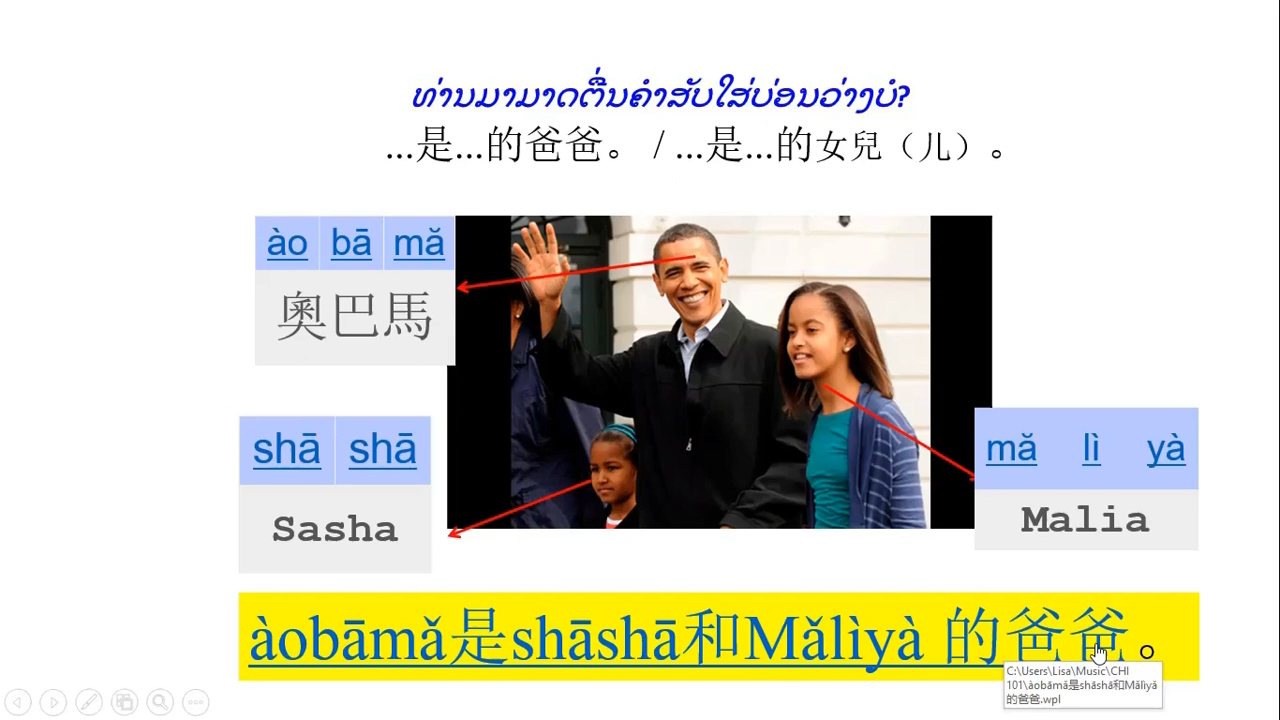 ທ່ານມາມາດຕື່ນຄຳສັບໃສ່ບ່ອນວ່າງບໍ?
...是...的爸爸。 / ...是...的女兒（儿）。
ào bā mǎ
奧巴馬
shā shā
Sasha
mǎ lì yà
Malia
àobāmǎ是shāshā和Mǎlìyà 的爸爸。
C:\Users\Lisa\Music\CHI
101\àobāmǎ是shāshā和Mǎlìyà
的爸爸.wpl